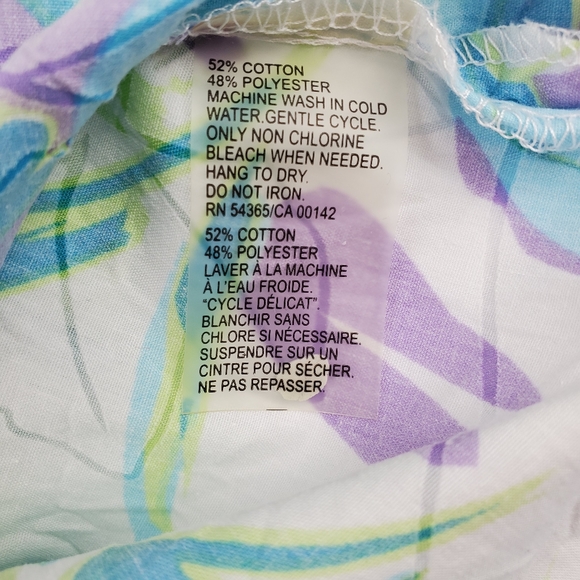 52% COTTON
48% POLYESTER
MACHINE WASH IN COLD
WATER.GENTLE CYCLE.
ONLY NON CHLORINE
BLEACH WHEN NEEDED.
HANG TO DRY.
DO NOT IRON.
RN 54365/CA 00142
52% COTTON
48% POLYESTER
LAVER À LA MACHINE
À L'EAU FROIDE.
"CYCLE DÉLICAT".
BLANCHIR SANS
CHLORE SI NÉCESSAIRE.
SUSPENDRE SUR UN
CINTRE POUR SÉCHER.
NE PAS REPASSER.